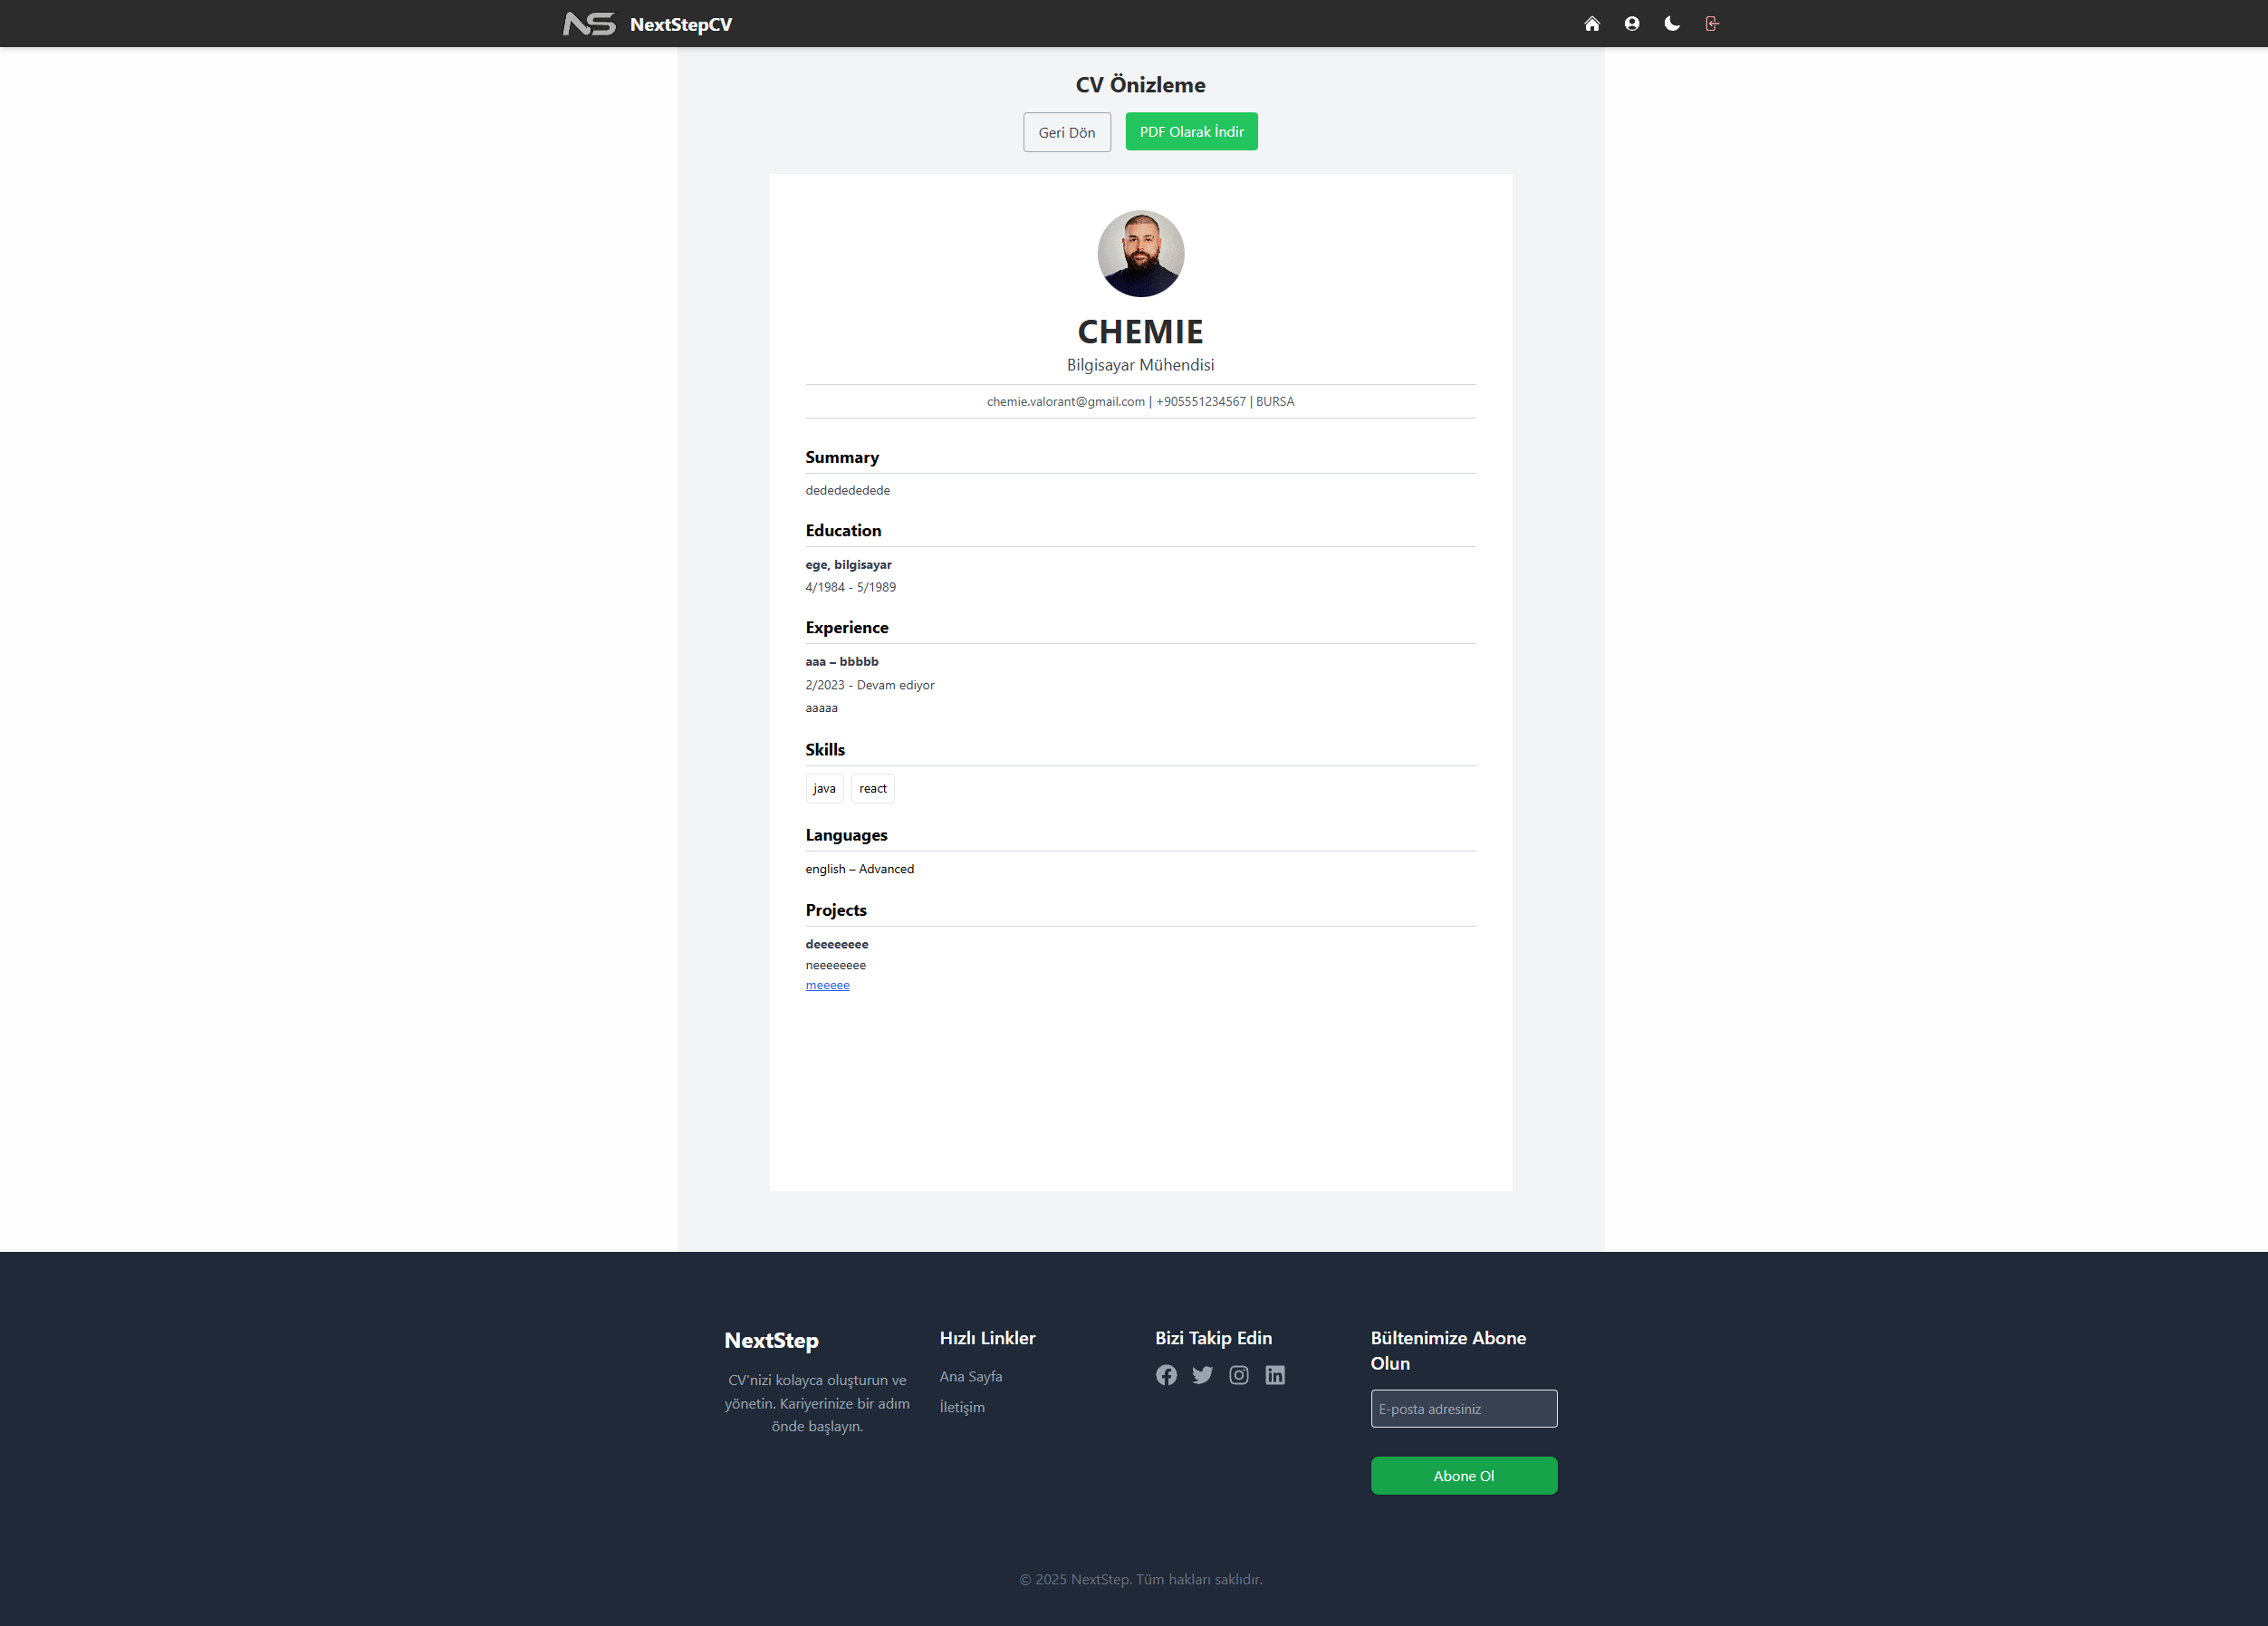 NS NextStepCV
CV Önizleme
Geri Dön
PDF Olarak İndir
CHEMIE
Bilgisayar Mühendisi
chemie.valorant@gmail.com | +905551234567 | BURSA
Summary
dededededede
Education
ege, bilgisayar
4/1984 - 5/1989
Experience
aaa – bbbbb
2/2023 - Devam ediyor
aaaaa
Skills
java
react
Languages
english – Advanced
Projects
deeeeeeee
neeeeeeee
meeeee
NextStep
CV'nizi kolayca oluşturun ve
yönetin. Kariyerinize bir adım
önde başlayın.
Hızlı Linkler
Ana Sayfa
İletişim
Bizi Takip Edin
Bültenimize Abone
Olun
E-posta adresiniz
Abone Ol
© 2025 NextStep. Tüm hakları saklıdır.